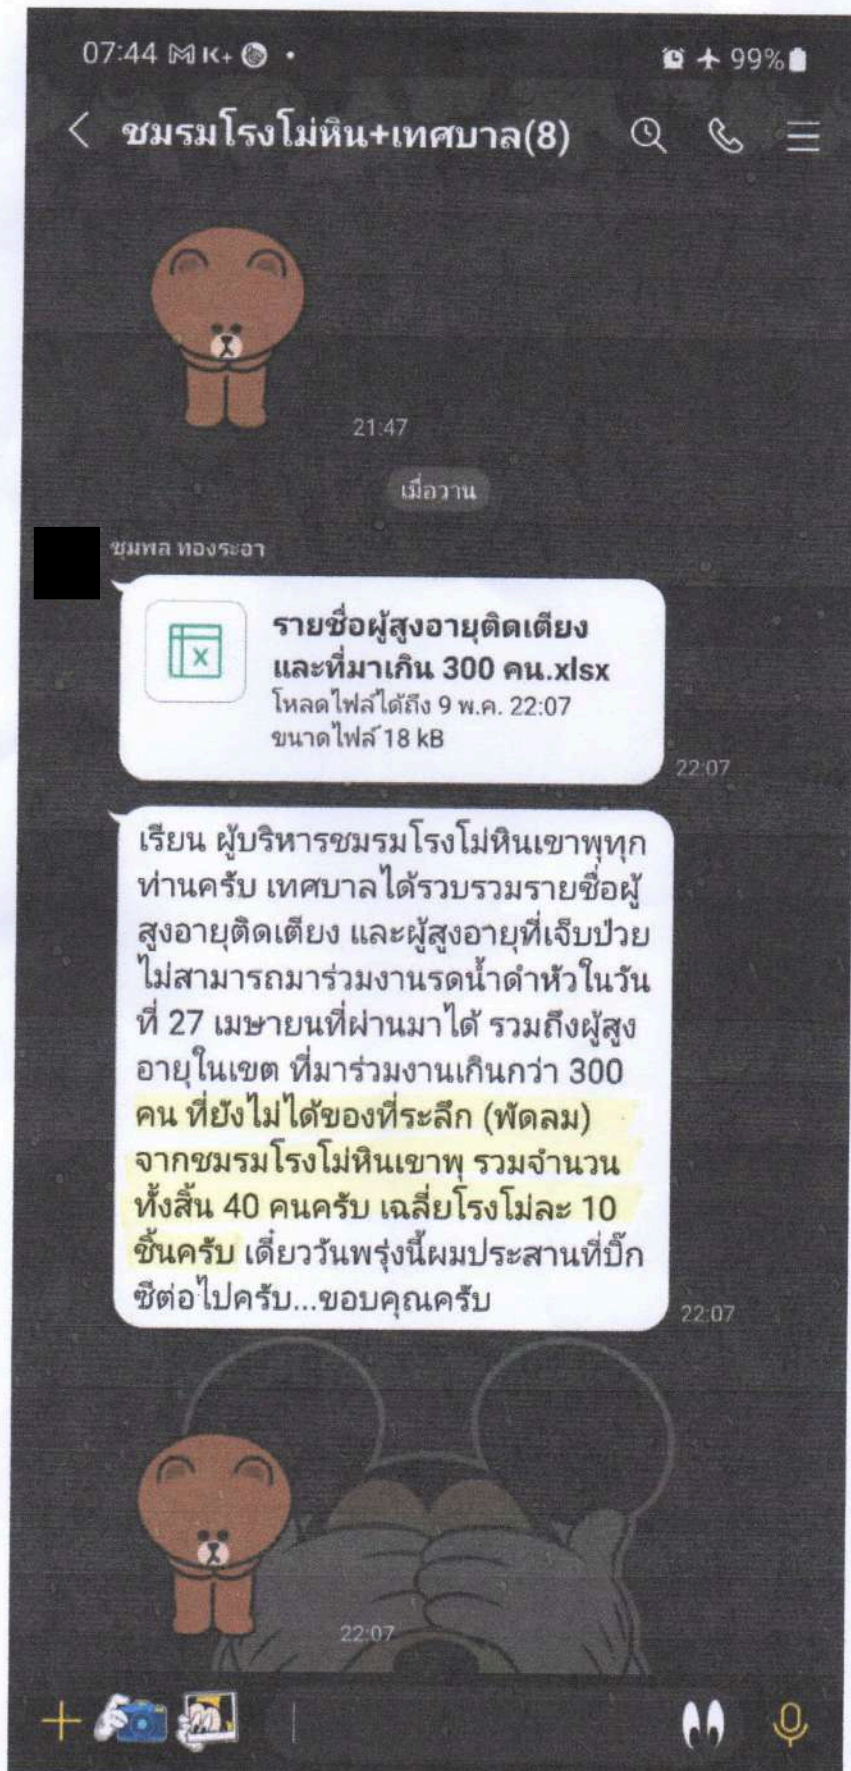 07:44 K+
99%
ชมรมโรงโม่หิน+เทศบาล(8)
21:47
เมื่อวาน
ชุมพล ทองระอา
รายชื่อผู้สูงอายุติดเตียง
และที่มาเกิน 300 คน.xlsx
โหลดไฟล์ได้ถึง 9 พ.ค. 22:07
ขนาดไฟล์ 18 kB
22:07
เรียน ผู้บริหารชมรมโรงโม่หินเขาพุทุก
ท่านครับ เทศบาลได้รวบรวมรายชื่อผู้
สูงอายุติดเตียง และผู้สูงอายุที่เจ็บป่วย
ไม่สามารถมาร่วมงานรดน้ำดำหัวในวัน
ที่ 27 เมษายนที่ผ่านมาได้ รวมถึงผู้สูง
อายุในเขต ที่มาร่วมงานเกินกว่า 300
คน ที่ยังไม่ได้ของที่ระลึก (พัดลม)
จากชมรมโรงโม่หินเขาพุ รวมจำนวน
ทั้งสิ้น 40 คนครับ เฉลี่ยโรงโม่ละ 10
ชิ้นครับ เดี๋ยววันพรุ่งนี้ผมประสานที่บิ๊ก
ซีต่อไปครับ...ขอบคุณครับ
22:07
22:07